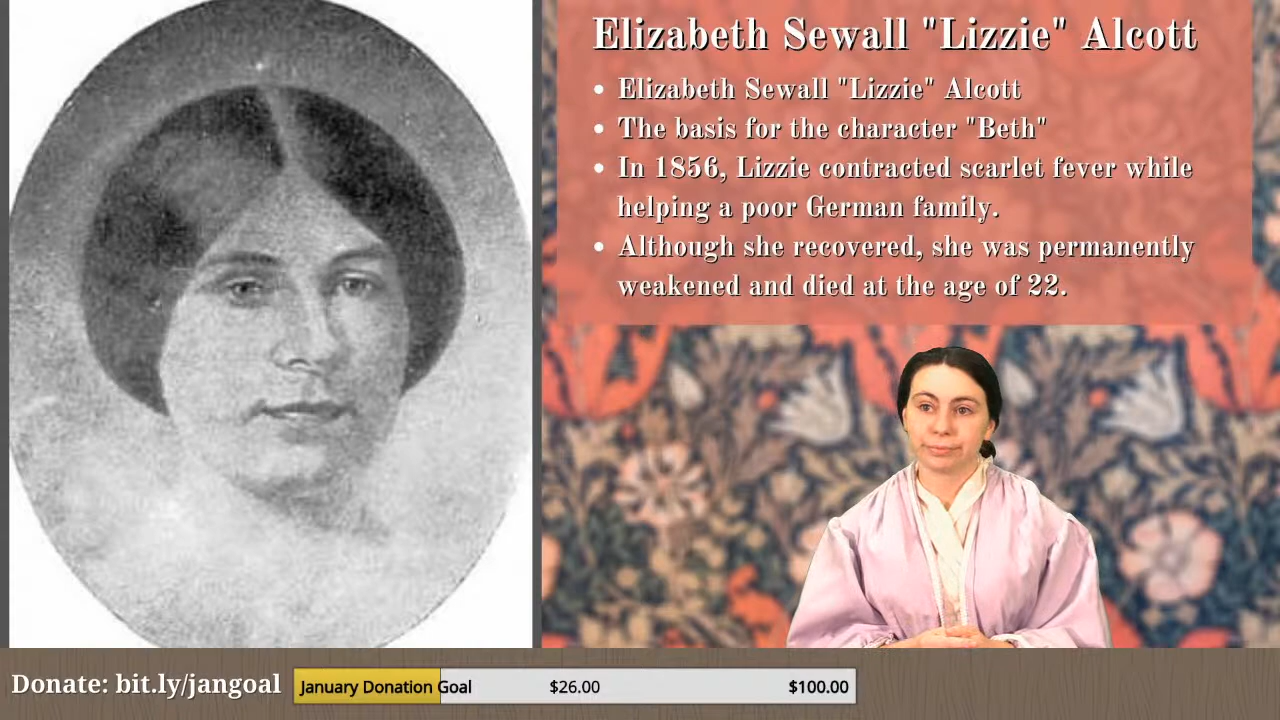 Elizabeth Sewall "Lizzie" Alcott
• Elizabeth Sewall "Lizzie" Alcott
• The basis for the character "Beth"
• In 1856, Lizzie contracted scarlet fever while
helping a poor German family.
• Although she recovered, she was permanently
weakened and died at the age of 22.
Donate: bit.ly/jangoal
January Donation Goal $26.00 $100.00